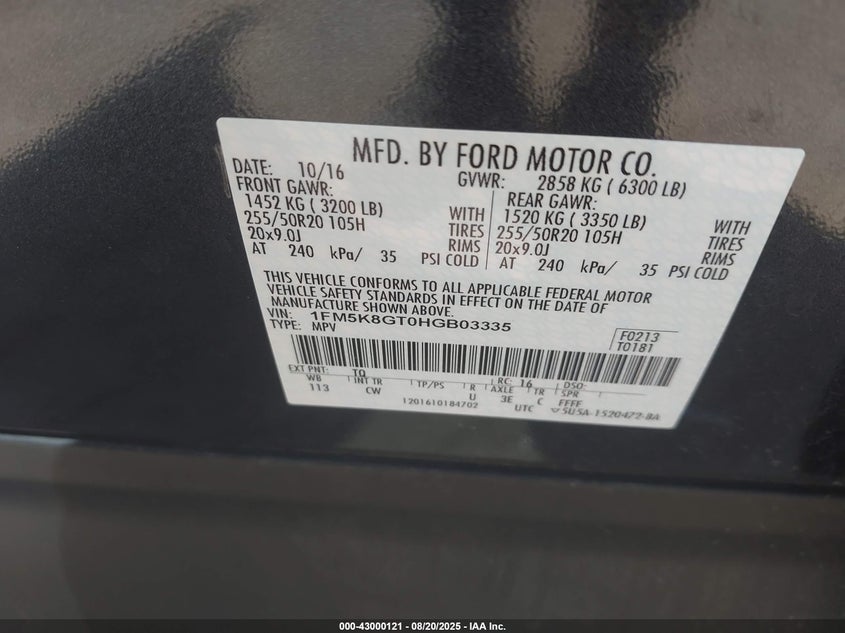 MFD. BY FORD MOTOR CO.
DATE: 10/16 GVWR: 2858 KG ( 6300 LB)
FRONT GAWR: REAR GAWR:
1452 KG ( 3200 LB) WITH 1520 KG ( 3350 LB) WITH
255/50R20 105H TIRES 255/50R20 105H TIRES
20x9.0J RIMS 20x9.0J RIMS
AT 240 kPa/ 35 PSI COLD AT 240 kPa/ 35 PSI COLD
THIS VEHICLE CONFORMS TO ALL APPLICABLE FEDERAL MOTOR
VEHICLE SAFETY STANDARDS IN EFFECT ON THE DATE OF
MANUFACTURE SHOWN ABOVE.
VIN: 1FM5K8GT0HGB03335
TYPE: MPV
F0213
T0181
EXT PNT: TQ RC: 16 DSO:
WB INT TR TP/PS R AXLE TR SPR
113 CW U 3E C FFFF
1201610184702 UTC 5U5A-1520472-BA
000-43000121 | 08/20/2025 - IAA Inc.